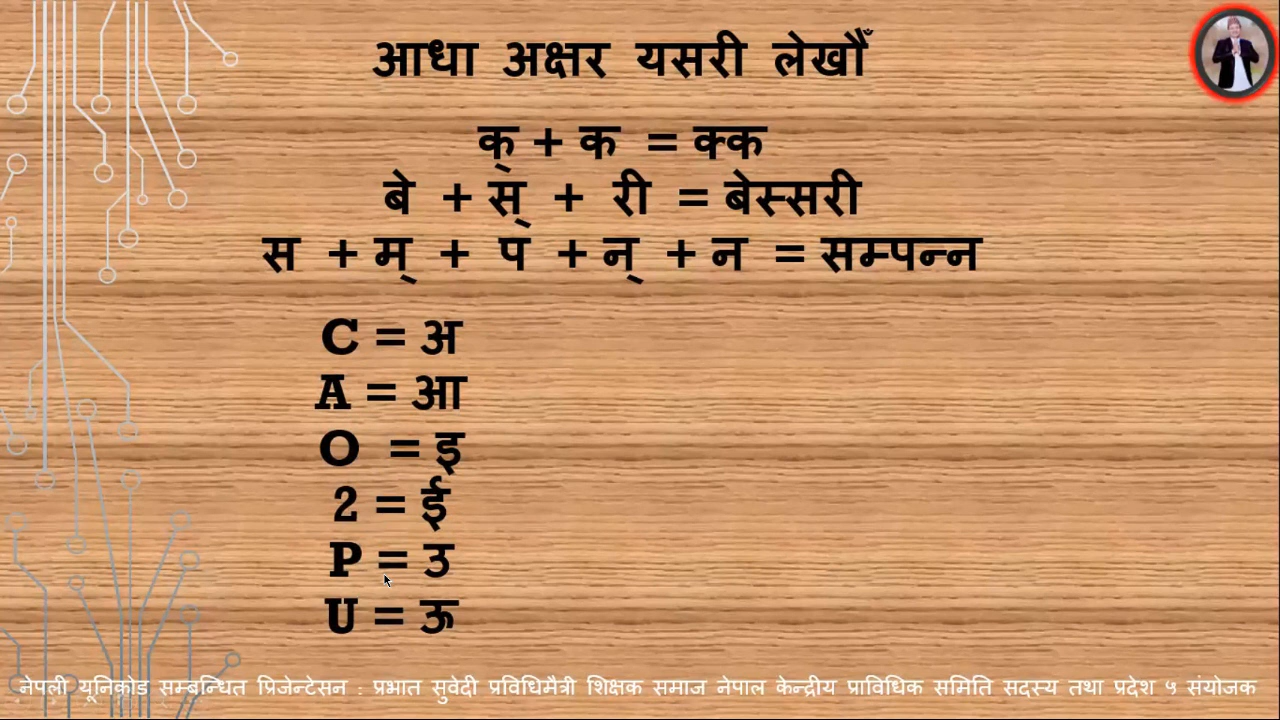 आधा अक्षर यसरी लेखौँ
क् + क = क्क
बे + स् + री = बेस्सरी
स + म् + प + न् + न = सम्पन्न
C = अ
A = आ
O = इ
2 = ई
P = उ
U = ऊ
नेपली यूनिकोड सम्बन्धित प्रिजेन्टेसन : प्रभात सुवेदी प्रविधिमैत्री शिक्षक समाज नेपाल केन्द्रीय प्राविधिक समिति सदस्य तथा प्रदेश ५ संयोजक